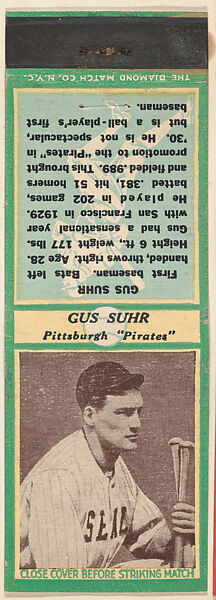 THE DIAMOND MATCH CO. N.Y.C.
GUS SUHR
First baseman. Bats left
handed, throws right. Age 28.
Height 6 ft., weight 177 lbs.
Gus had a sensational year
with San Francisco 1929.
He played in 202 games,
batted .381, hit 51 homers
and fielded .989. This brought
promotion to the "Pirates" in
'30. He is not spectacular,
but is a ball-player's first
baseman.
GUS SUHR
Pittsburgh "Pirates"
SEAL
CLOSE COVER BEFORE STRIKING MATCH